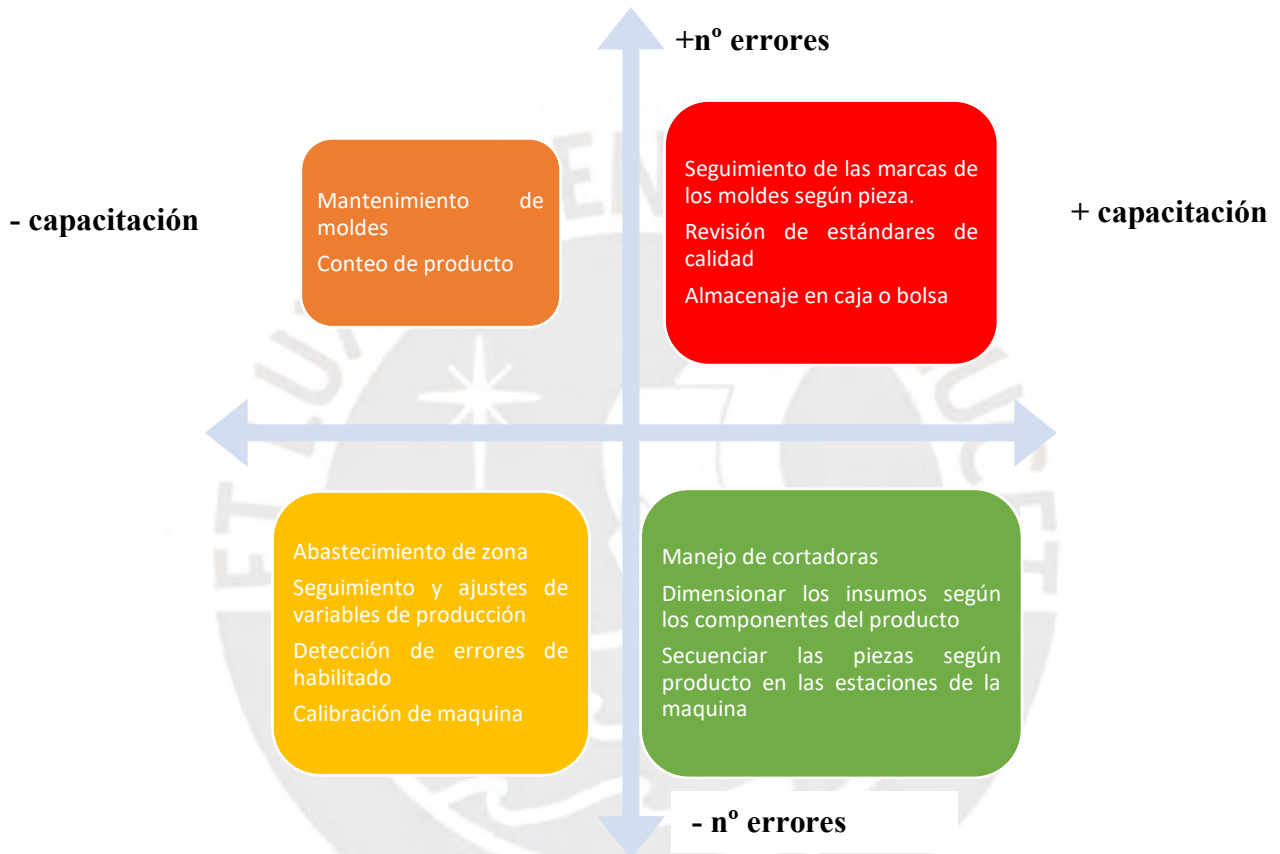 +nº errores
- capacitación
+ capacitación
Mantenimiento de
moldes
Conteo de producto
Seguimiento de las marcas de
los moldes según pieza.
Revisión de estándares de
calidad
Almacenaje en caja o bolsa
Abastecimiento de zona
Seguimiento y ajustes de
variables de producción
Detección de errores de
habilitado
Calibración de maquina
Manejo de cortadoras
Dimensionar los insumos según
los componentes del producto
Secuenciar las piezas según
producto en las estaciones de la
maquina
- nº errores